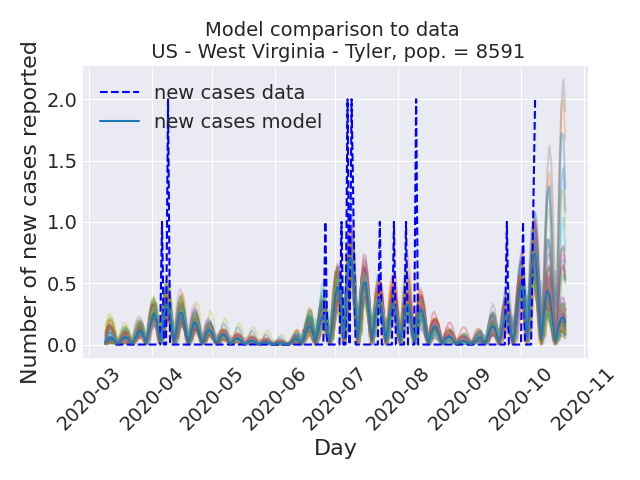 Model comparison to data
US - West Virginia - Tyler, pop. = 8591
Number of new cases reported
new cases data
new cases model
2.0
1.5
1.0
0.5
0.0
2020-03
2020-04
2020-05
2020-06
2020-07
2020-08
2020-09
2020-10
2020-11
Day